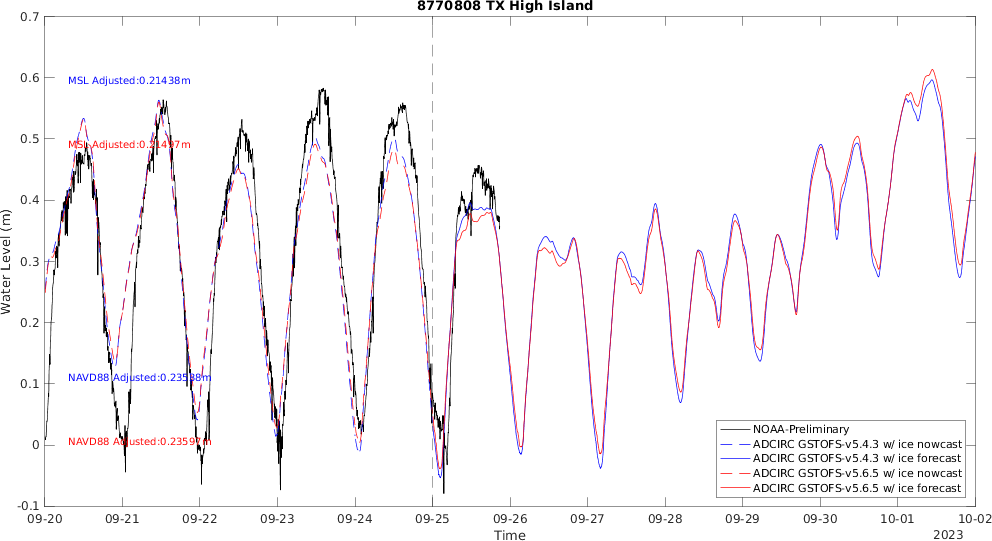 8770808 TX High Island
0.7
0.6
0.5
0.4
0.3
0.2
0.1
0
-0.1
Water Level (m)
MSL Adjusted:0.21438m
MSL Adjusted:0.21497m
NAVD88 Adjusted:0.23538m
NAVD88 Adjusted:0.23597m
NOAA-Preliminary
ADCIRC GSTOFS-v5.4.3 w/ ice nowcast
ADCIRC GSTOFS-v5.4.3 w/ ice forecast
ADCIRC GSTOFS-v5.6.5 w/ ice nowcast
ADCIRC GSTOFS-v5.6.5 w/ ice forecast
09-20 09-21 09-22 09-23 09-24 09-25 09-26 09-27 09-28 09-29 09-30 10-01 10-02
Time
2023